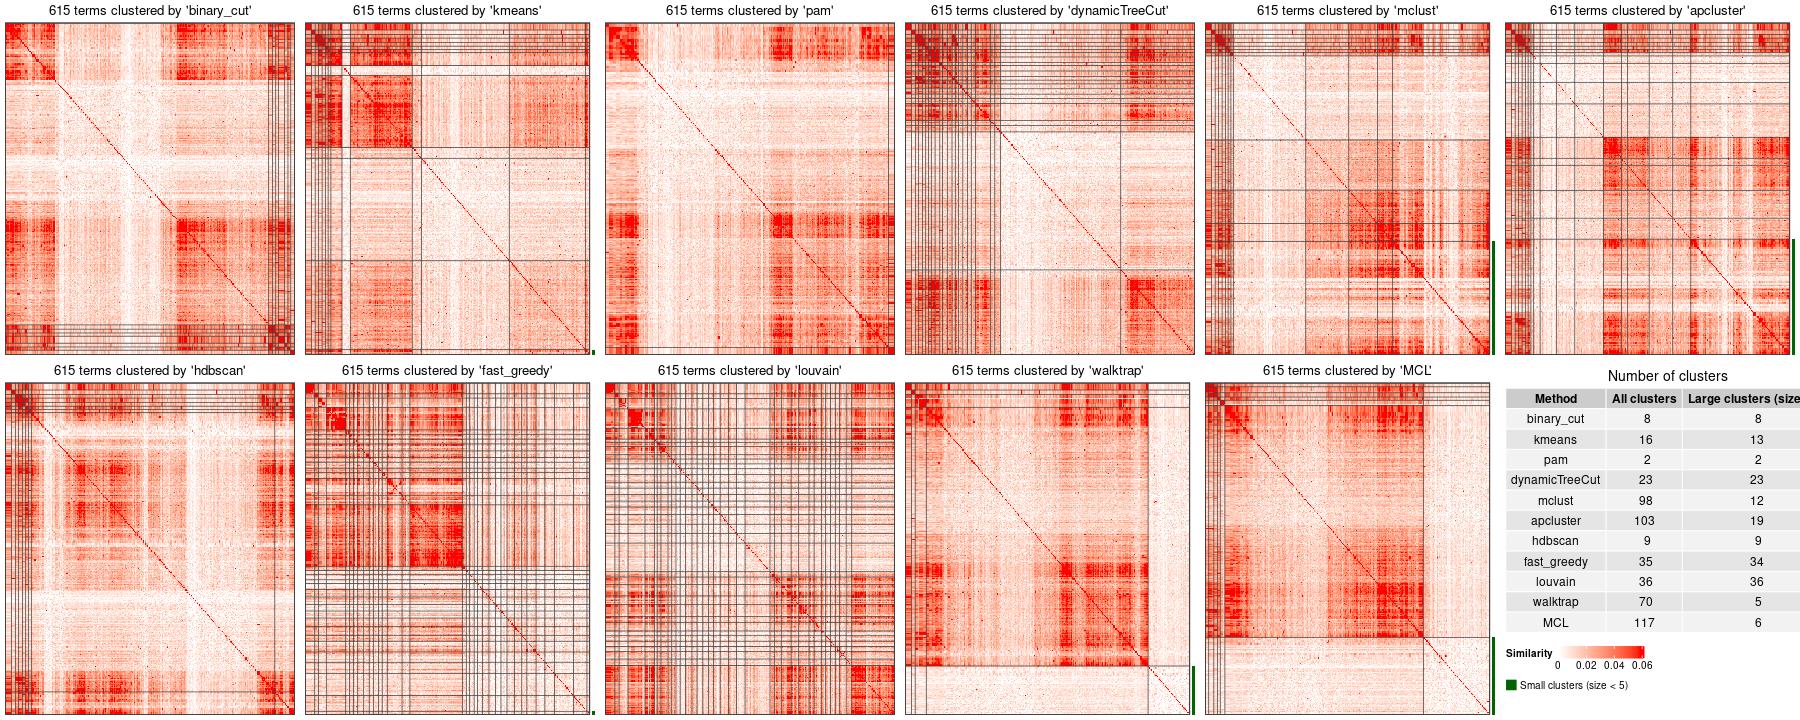 615 terms clustered by 'binary_cut'
615 terms clustered by 'kmeans'
615 terms clustered by 'pam'
615 terms clustered by 'dynamicTreeCut'
615 terms clustered by 'mclust'
615 terms clustered by 'apcluster'
615 terms clustered by 'hdbscan'
615 terms clustered by 'fast_greedy'
615 terms clustered by 'louvain'
615 terms clustered by 'walktrap'
615 terms clustered by 'MCL'
Number of clusters
Method All clusters Large clusters (size
binary_cut 8 8
kmeans 16 13
pam 2 2
dynamicTreeCut 23 23
mclust 98 12
apcluster 103 19
hdbscan 9 9
fast_greedy 35 34
louvain 36 36
walktrap 70 5
MCL 117 6
Similarity
0 0.02 0.04 0.06
Small clusters (size < 5)